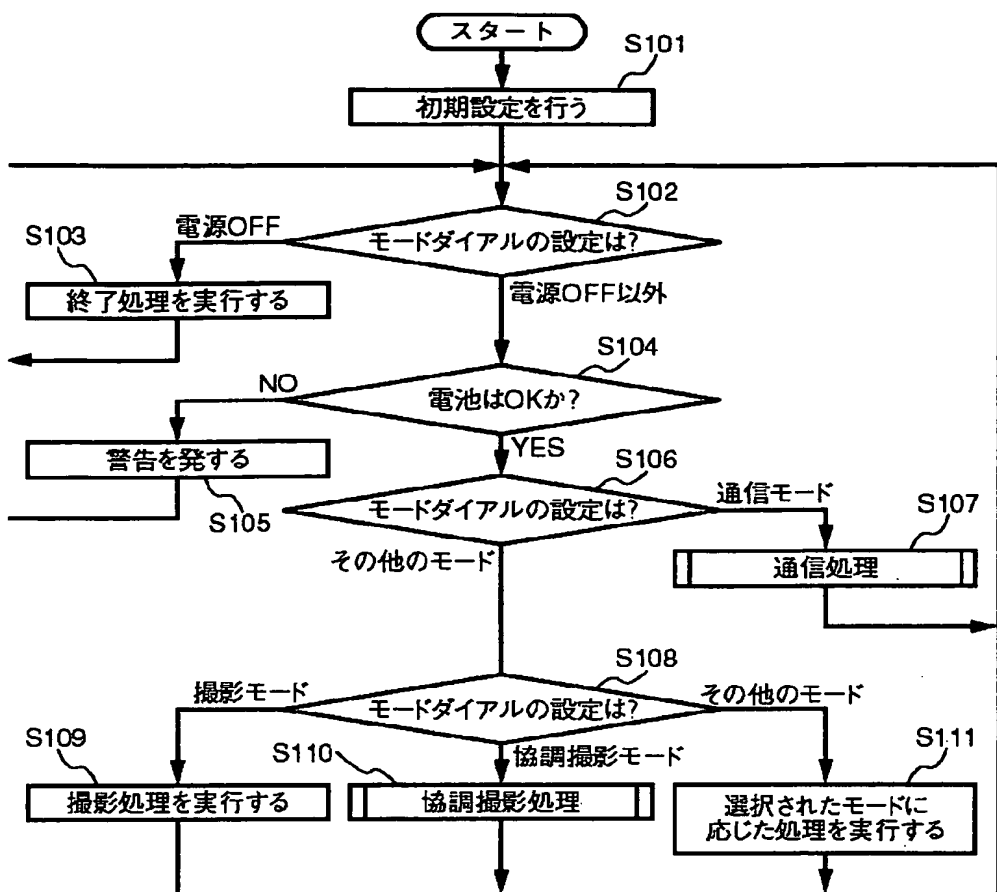 スタート
S101
初期設定を行う
S102
電源OFF
モードダイアルの設定は?
S103
終了処理を実行する
電源OFF以外
S104
NO
電池はOKか?
警告を発する
YES
S105
S106
モードダイアルの設定は?
通信モード
S107
その他のモード
通信処理
S108
撮影モード
モードダイアルの設定は?
その他のモード
S109
S110
協調撮影モード
S111
撮影処理を実行する
協調撮影処理
選択されたモードに
応じた処理を実行する